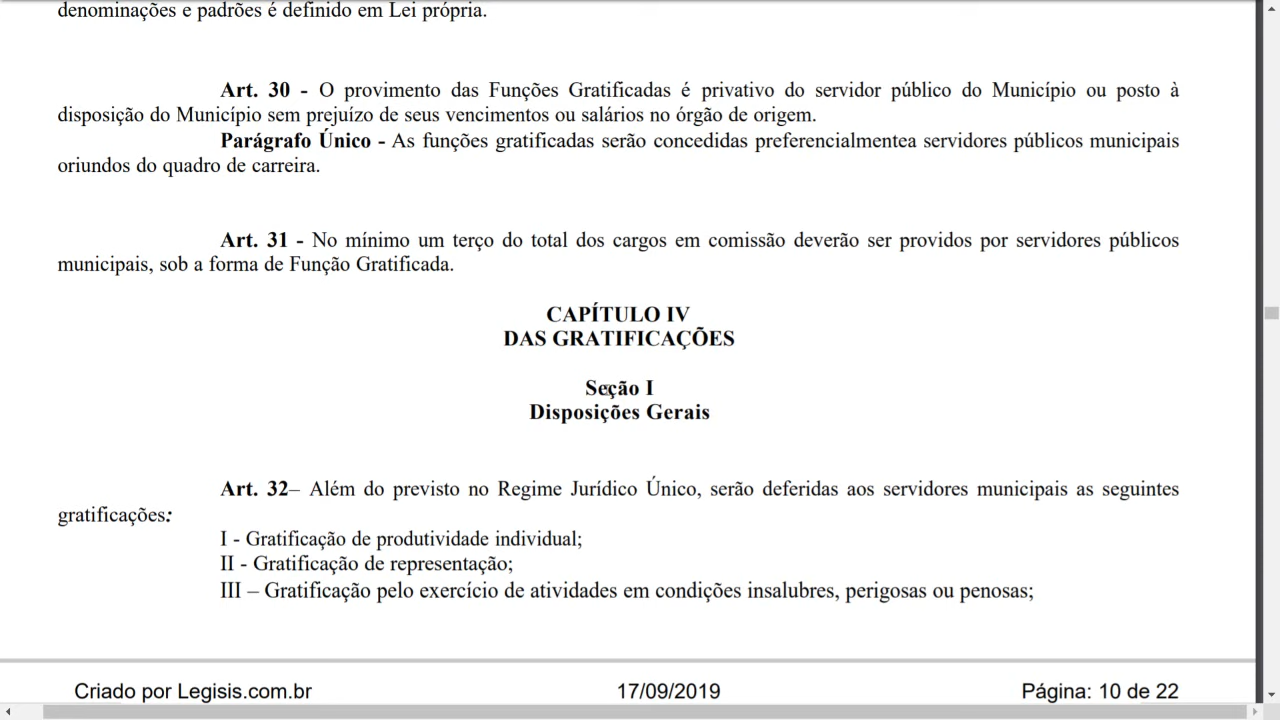 denominações e padrões é definido em Lei própria.
Art. 30 - O provimento das Funções Gratificadas é privativo do servidor público do Município ou posto à
disposição do Município sem prejuízo de seus vencimentos ou salários no órgão de origem.
Parágrafo Único - As funções gratificadas serão concedidas preferencialmentea servidores públicos municipais
oriundos do quadro de carreira.
Art. 31 - No mínimo um terço do total dos cargos em comissão deverão ser providos por servidores públicos
municipais, sob a forma de Função Gratificada.
CAPÍTULO IV
DAS GRATIFICAÇÕES
Seção I
Disposições Gerais
Art. 32– Além do previsto no Regime Jurídico Único, serão deferidas aos servidores municipais as seguintes
gratificações:
I - Gratificação de produtividade individual;
II - Gratificação de representação;
III – Gratificação pelo exercício de atividades em condições insalubres, perigosas ou penosas;
Criado por Legisis.com.br 17/09/2019 Página: 10 de 22